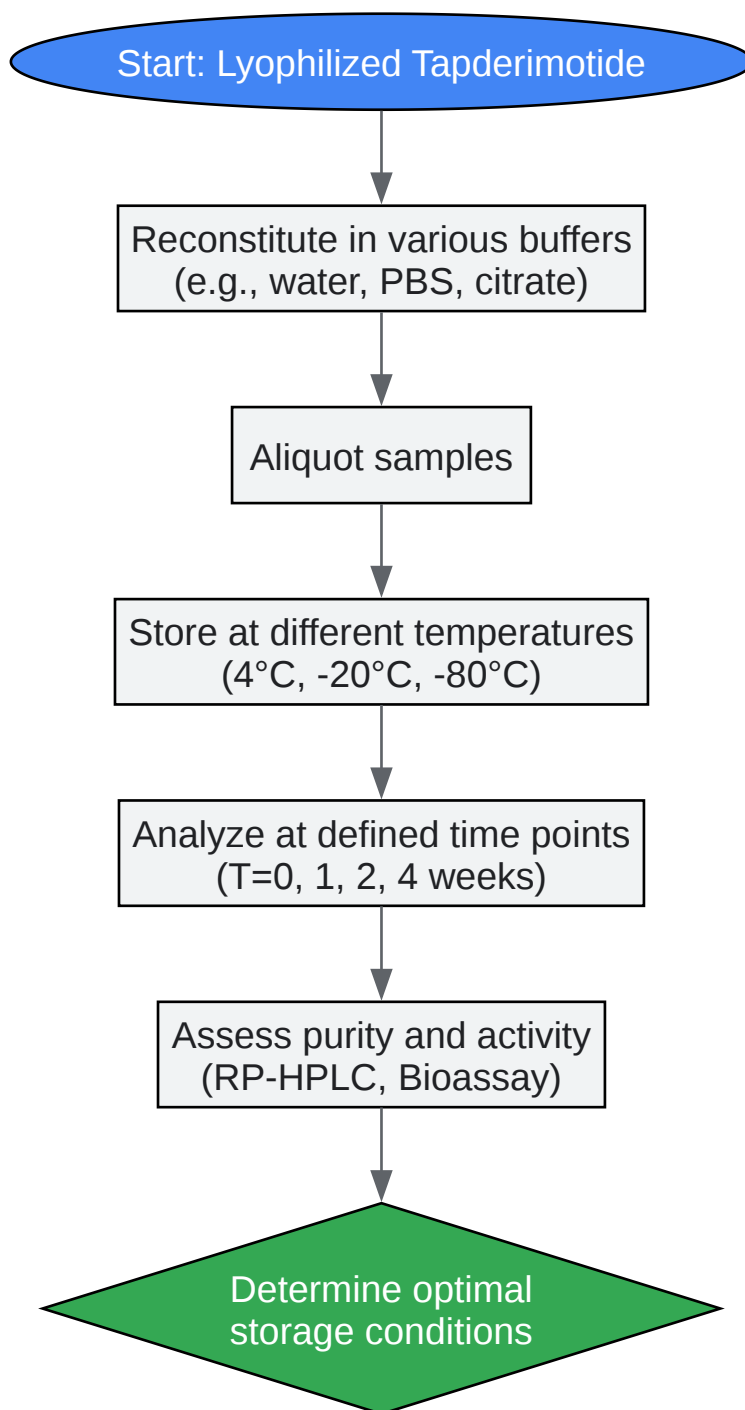 Start: Lyophilized Tapderimotide
Reconstitute in various buffers
(e.g., water, PBS, citrate)
Aliquot samples
Store at different temperatures
(4°C, -20°C, -80°C)
Analyze at defined time points
(T=0, 1, 2, 4 weeks)
Assess purity and activity
(RP-HPLC, Bioassay)
Determine optimal
storage conditions